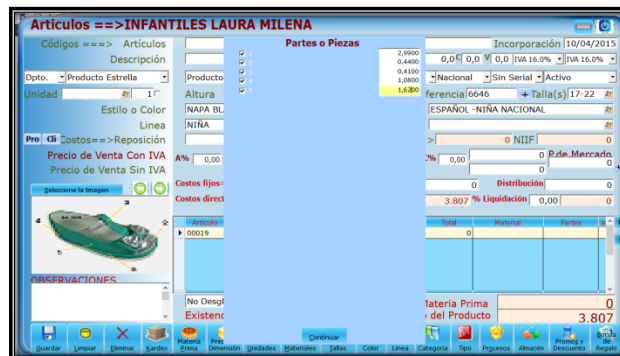 Artículos ==>INFANTILES LAURA MILENA
Códigos ===> Artículos
Partes o Piezas
Incorporación 10/04/2015
Descripción
2,9900
0,4400
0,4100
1,0800
1,6200
0,0 0,0 0,0 IVA 16.0% IVA 16.0%
Dpto. Producto Estrella
Producto
Nacional Sin Serial Activo
Unidad 1
Altura
ferencia 6646 + Talla(s) 17-22
Estilo o Color
NAPA BL
ESPAÑOL -NIÑA NACIONAL
Linea
NIÑA
Pro Cli Costos==>Reposición
> 0 NIIF 0
Precio de Venta Con IVA
A% 0,00
% 0,00
0 P.de Mercado
0
Precio de Venta Sin IVA
0
Seleccione la Imagen
Costos fijos=
0 Distribución 0
Costos direct
3.807 % Liquidación 0,00 0
Articulo
Total Material Partes
00019
0
OBSERVACIONES
No Desgl
Materia Prima 0
Existenc
del Producto 3.807
Continuar
Guardar Limpiar Eliminar Kardex Materia Prima Dimensión Unidades Materiales Tallas Color Linea Categoria Tipo Procesos Almacén Promos y Descuento Bonos de Regalo